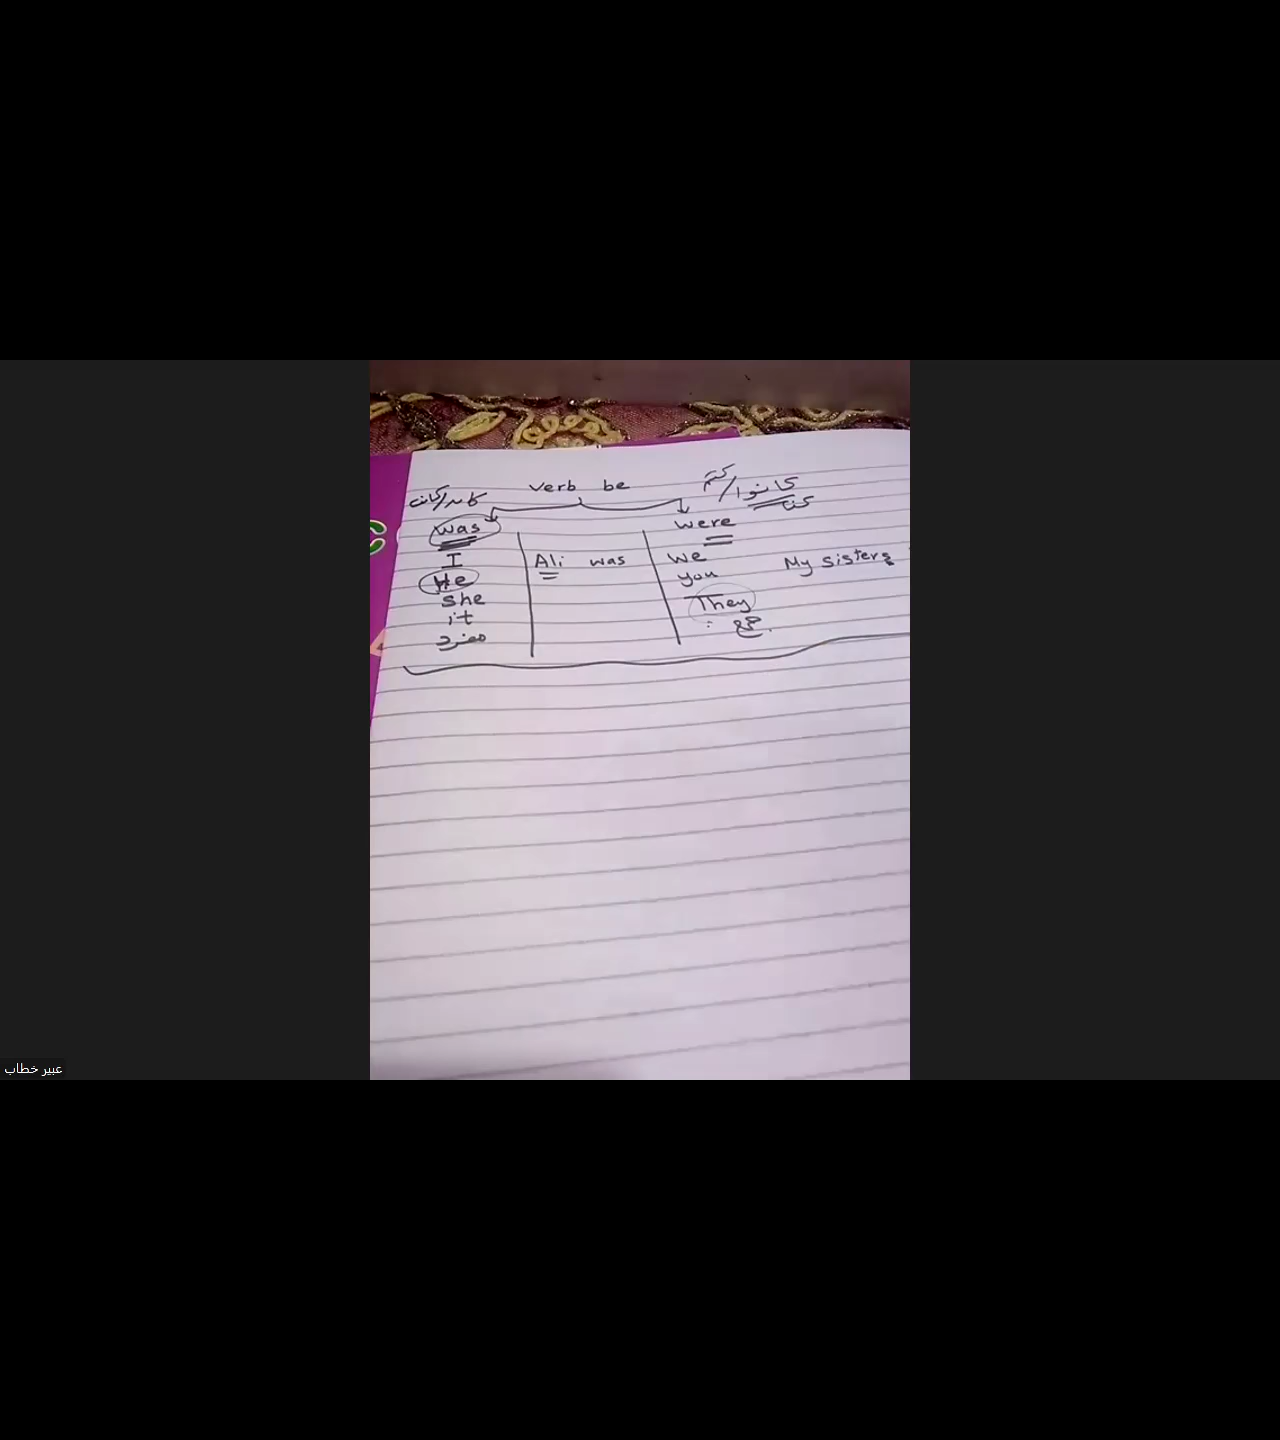 verb be
كان/كانت
كانوا/كنتم
كنا
was
were
I
Ali was
we
My sisters
He
you
she
They
it
جمع
مفرد
عبير خطاب